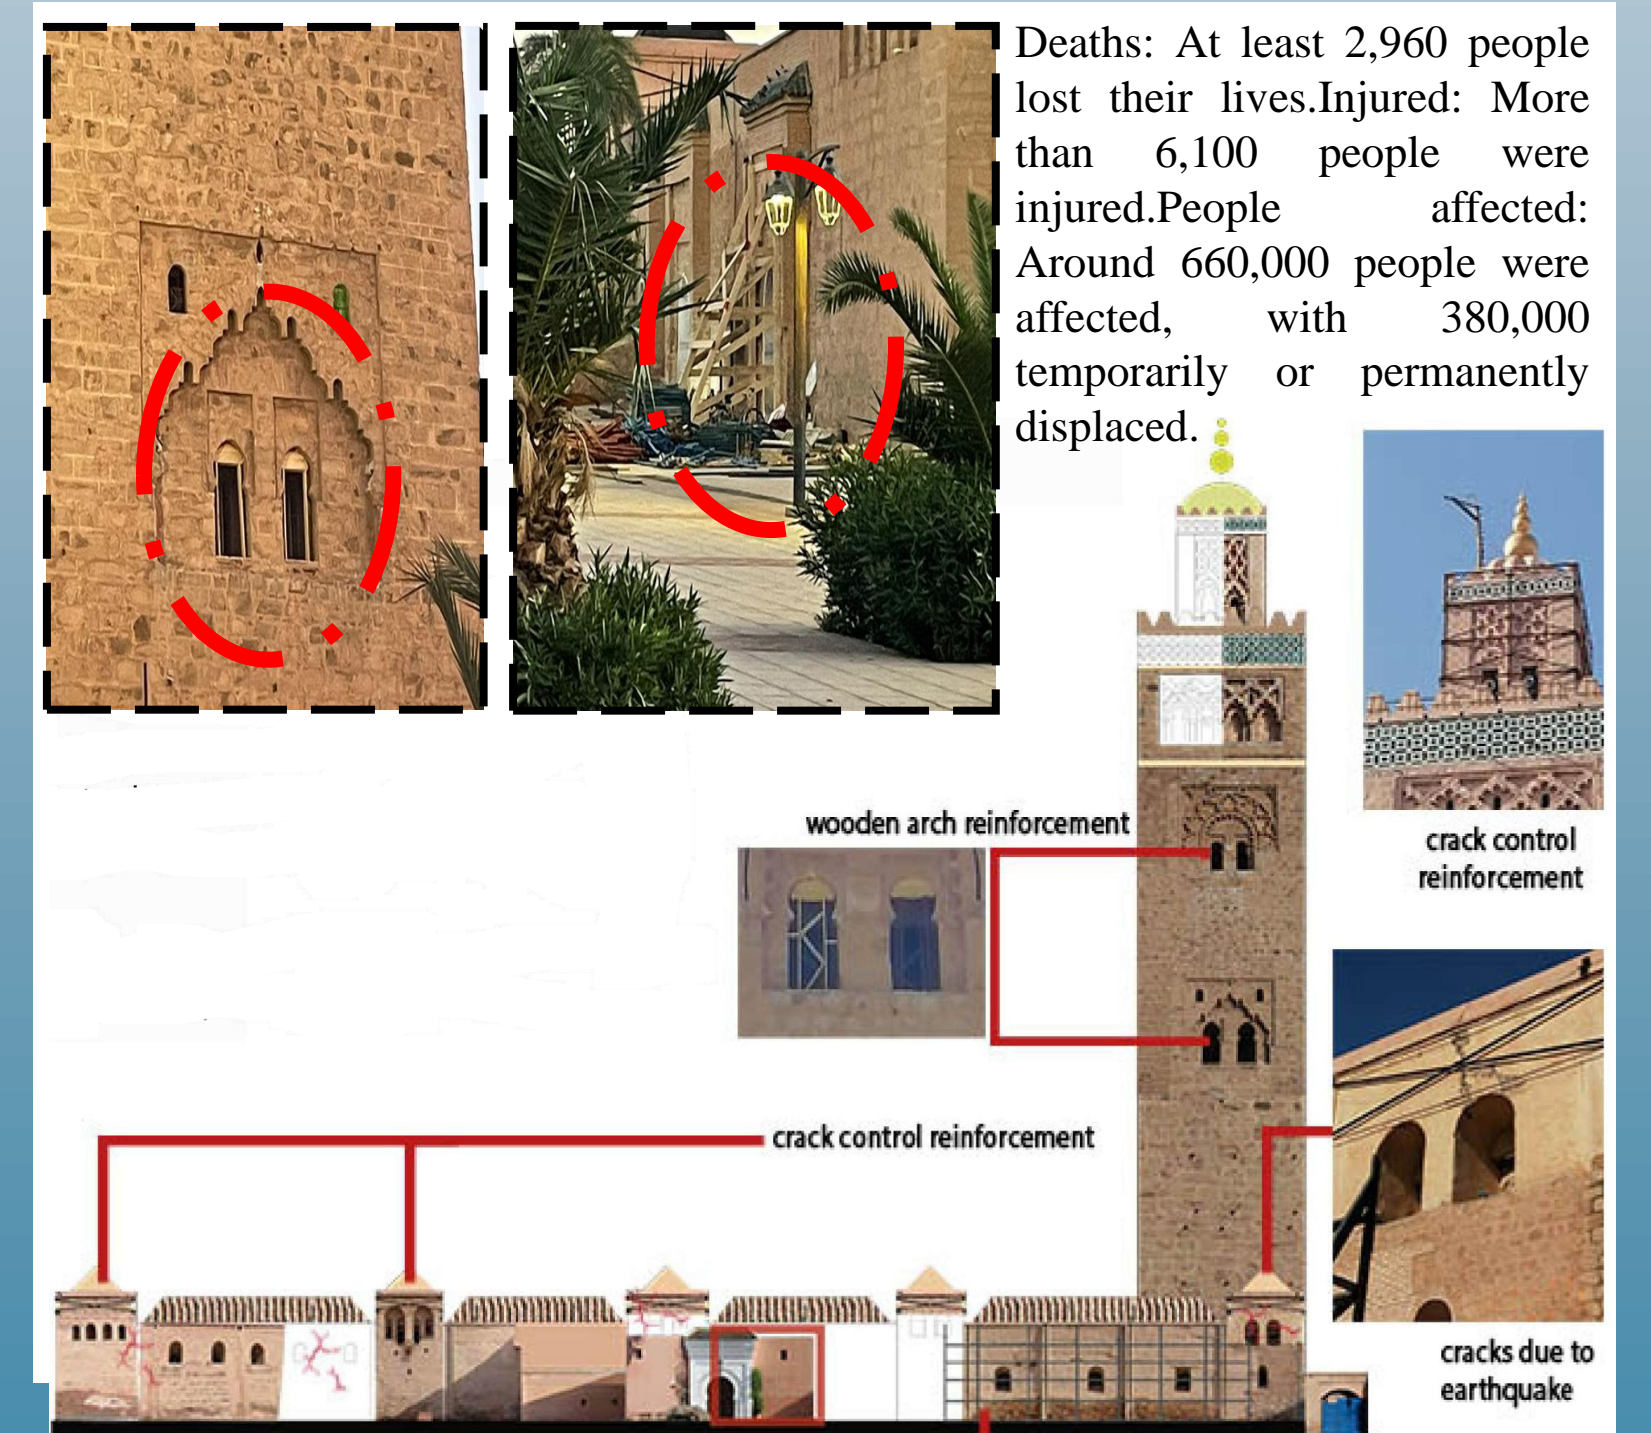 Deaths: At least 2,960 people
lost their lives.Injured: More
than 6,100 people were
injured.People affected:
Around 660,000 people were
affected, with 380,000
temporarily or permanently
displaced.
wooden arch reinforcement
crack control
reinforcement
crack control reinforcement
cracks due to
earthquake